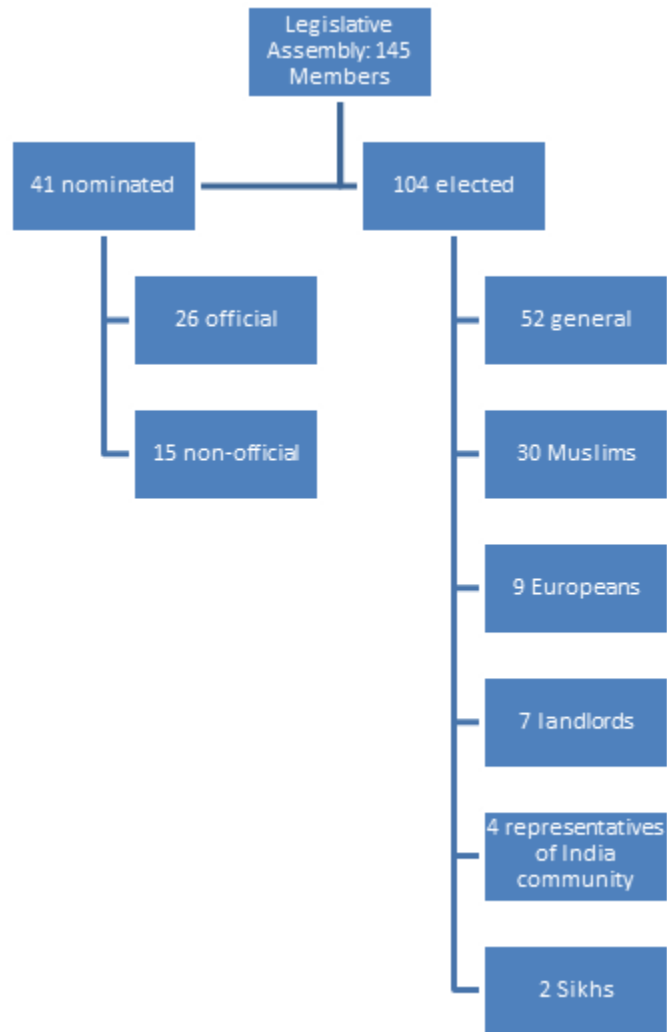 Legislative
Assembly: 145
Members
41 nominated
104 elected
26 official
52 general
15 non-official
30 Muslims
9 Europeans
7 landlords
4 representatives
of India
community
2 Sikhs